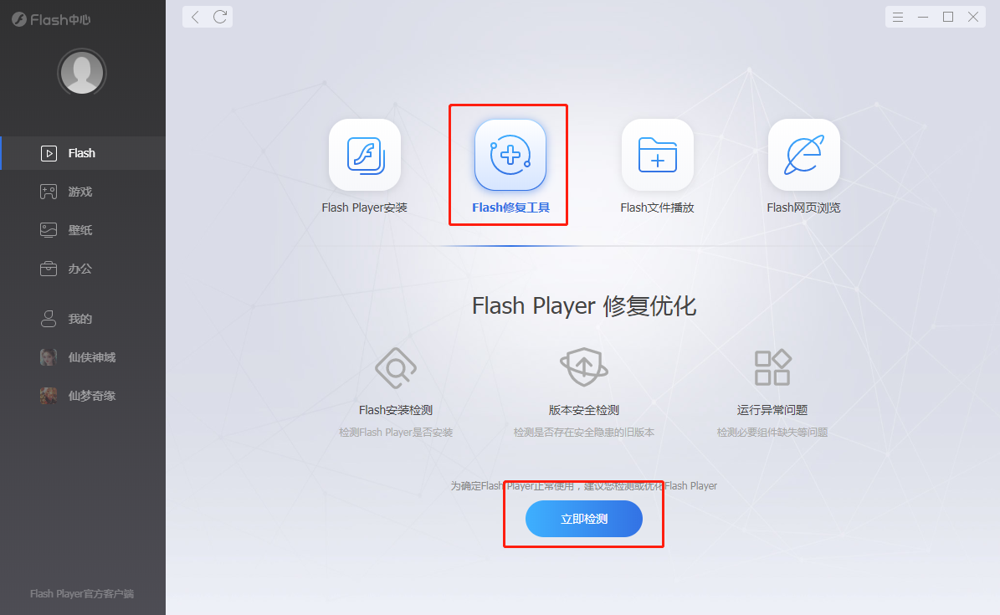 Flash中心
Flash
游戏
壁纸
办公
我的
仙侠神域
仙梦奇缘
Flash Player官方客户端
Flash Player安装
Flash修复工具
Flash文件播放
Flash网页浏览
Flash Player 修复优化
Flash安装检测
版本安全检测
运行异常问题
检测Flash Player是否安装
检测是否存在安全隐患的旧版本
检测必要组件缺失等问题
为确定Flash Player正常使用，建议您检测或优化Flash Player
立即检测